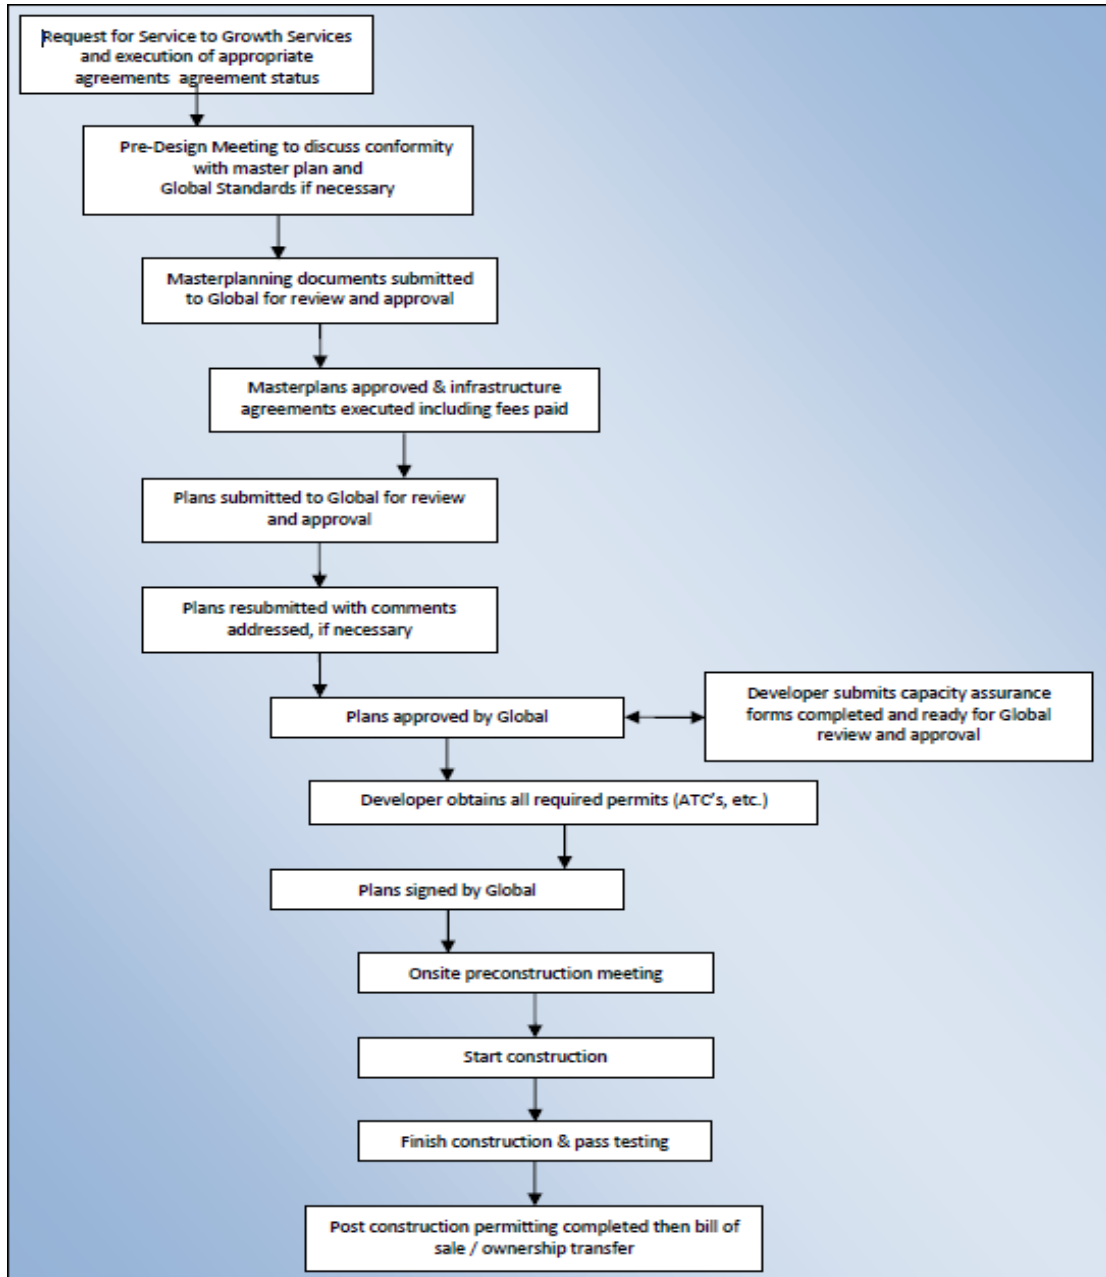 Request for Service to Growth Services
and execution of appropriate
agreements agreement status
Pre-Design Meeting to discuss conformity
with master plan and
Global Standards if necessary
Masterplanning documents submitted
to Global for review and approval
Masterplans approved & infrastructure
agreements executed including fees paid
Plans submitted to Global for review
and approval
Plans resubmitted with comments
addressed, if necessary
Plans approved by Global
Developer submits capacity assurance
forms completed and ready for Global
review and approval
Developer obtains all required permits (ATC's, etc.)
Plans signed by Global
Onsite preconstruction meeting
Start construction
Finish construction & pass testing
Post construction permitting completed then bill of
sale / ownership transfer